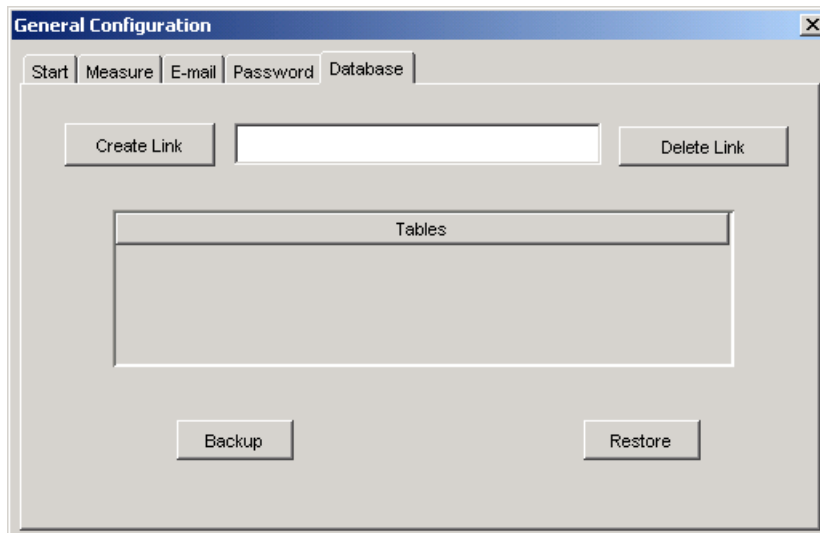 General Configuration
Start Measure E-mail Password Database
Create Link Delete Link
Tables
Backup Restore